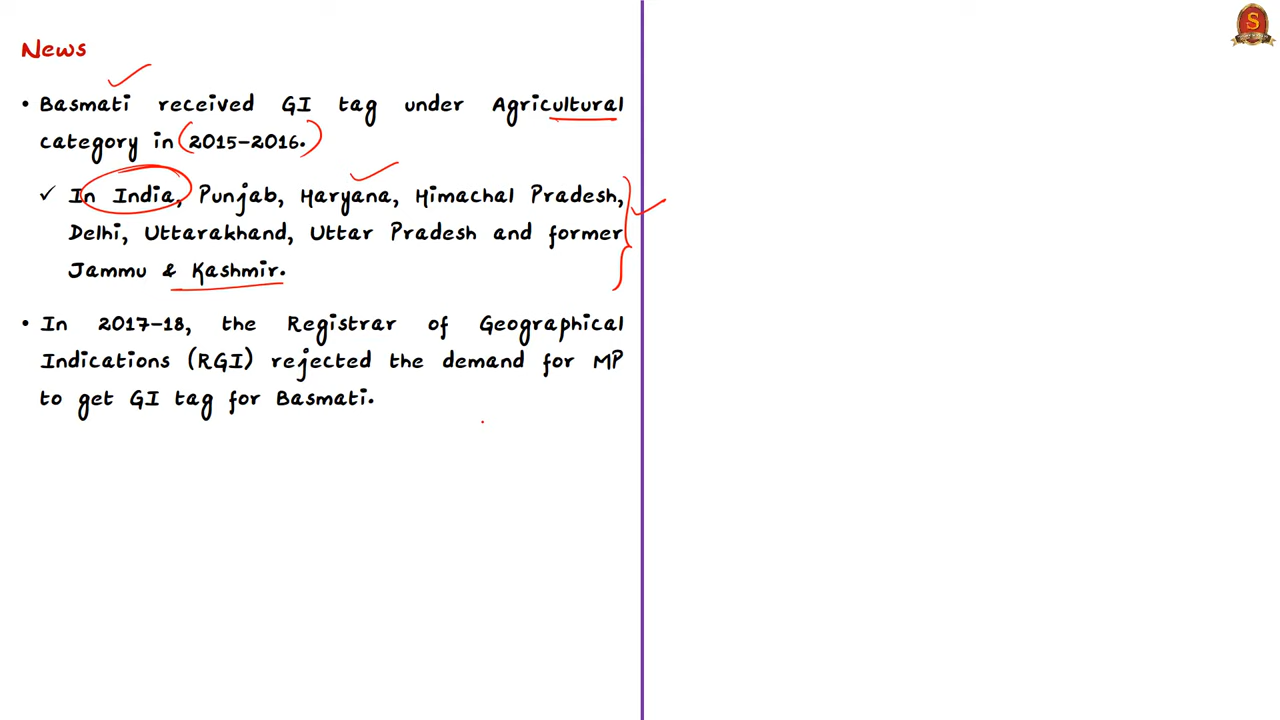 News
• Basmati received GI tag under Agricultural
category in (2015-2016.)
✓ In India, Punjab, Haryana, Himachal Pradesh,
Delhi, Uttarakhand, Uttar Pradesh and former
Jammu & Kashmir.
• In 2017-18, the Registrar of Geographical
Indications (RGI) rejected the demand for MP
to get GI tag for Basmati.
S